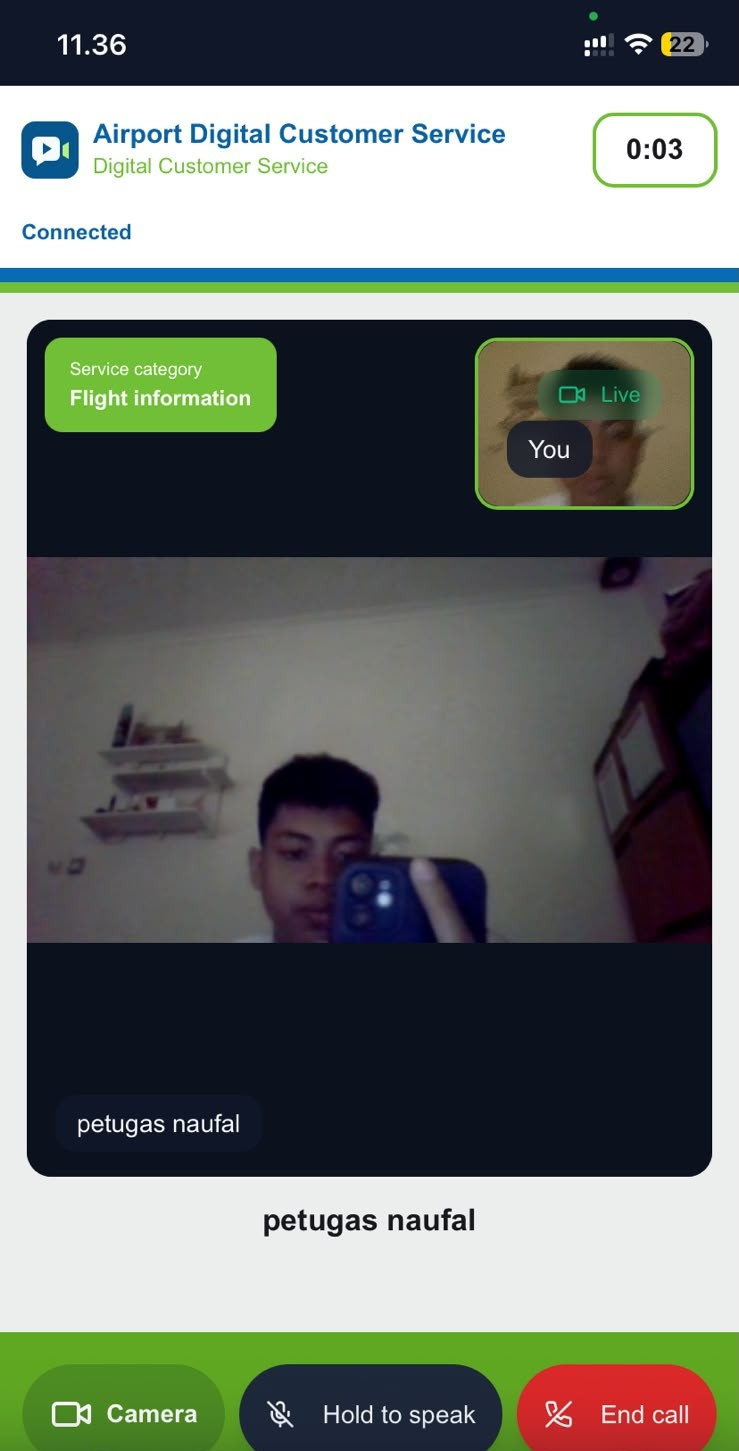 11.36
22
Airport Digital Customer Service
Digital Customer Service
0:03
Connected
Service category
Flight information
Live
You
petugas naufal
petugas naufal
Camera
Hold to speak
End call